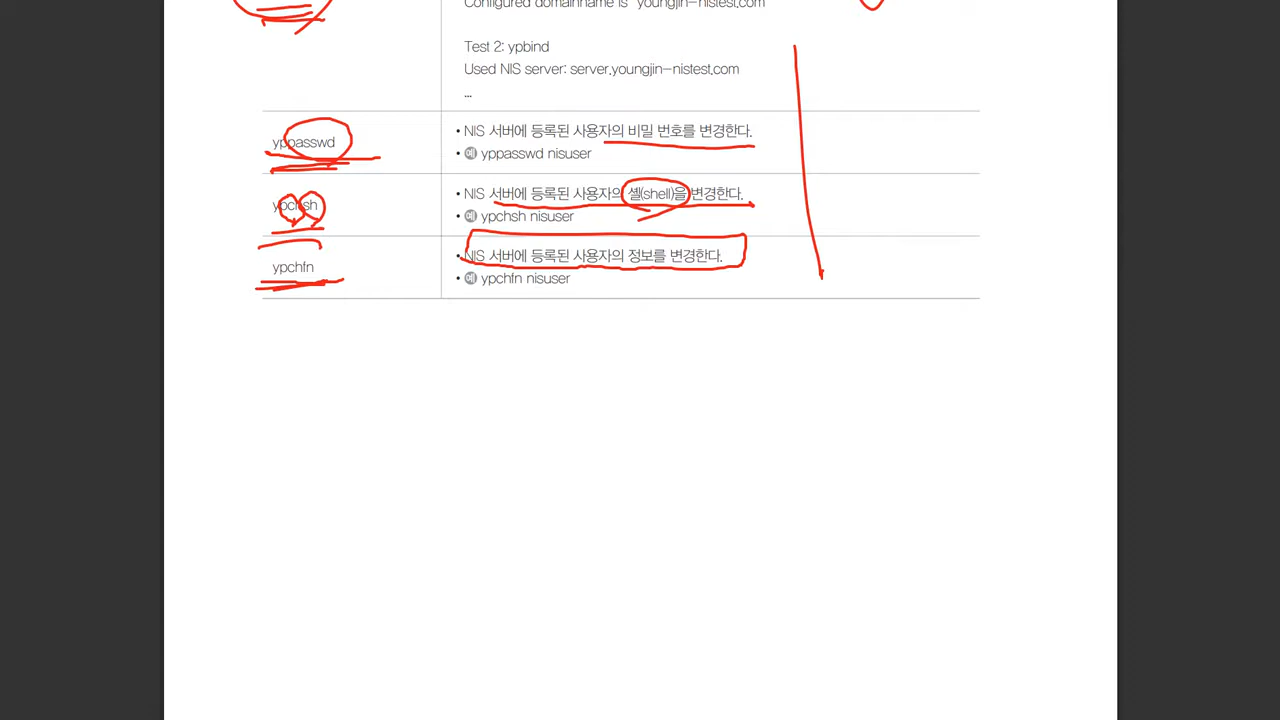 Configured domainname is "youngjin-nistest.com"
Test 2: ypbind
Used NIS server: server.youngjin-nistest.com
...
yppasswd
• NIS 서버에 등록된 사용자의 비밀 번호를 변경한다.
• 예 yppasswd nisuser
ypchsh
• NIS 서버에 등록된 사용자의 셸(shell)을 변경한다.
• 예 ypchsh nisuser
ypchfn
• NIS 서버에 등록된 사용자의 정보를 변경한다.
• 예 ypchfn nisuser